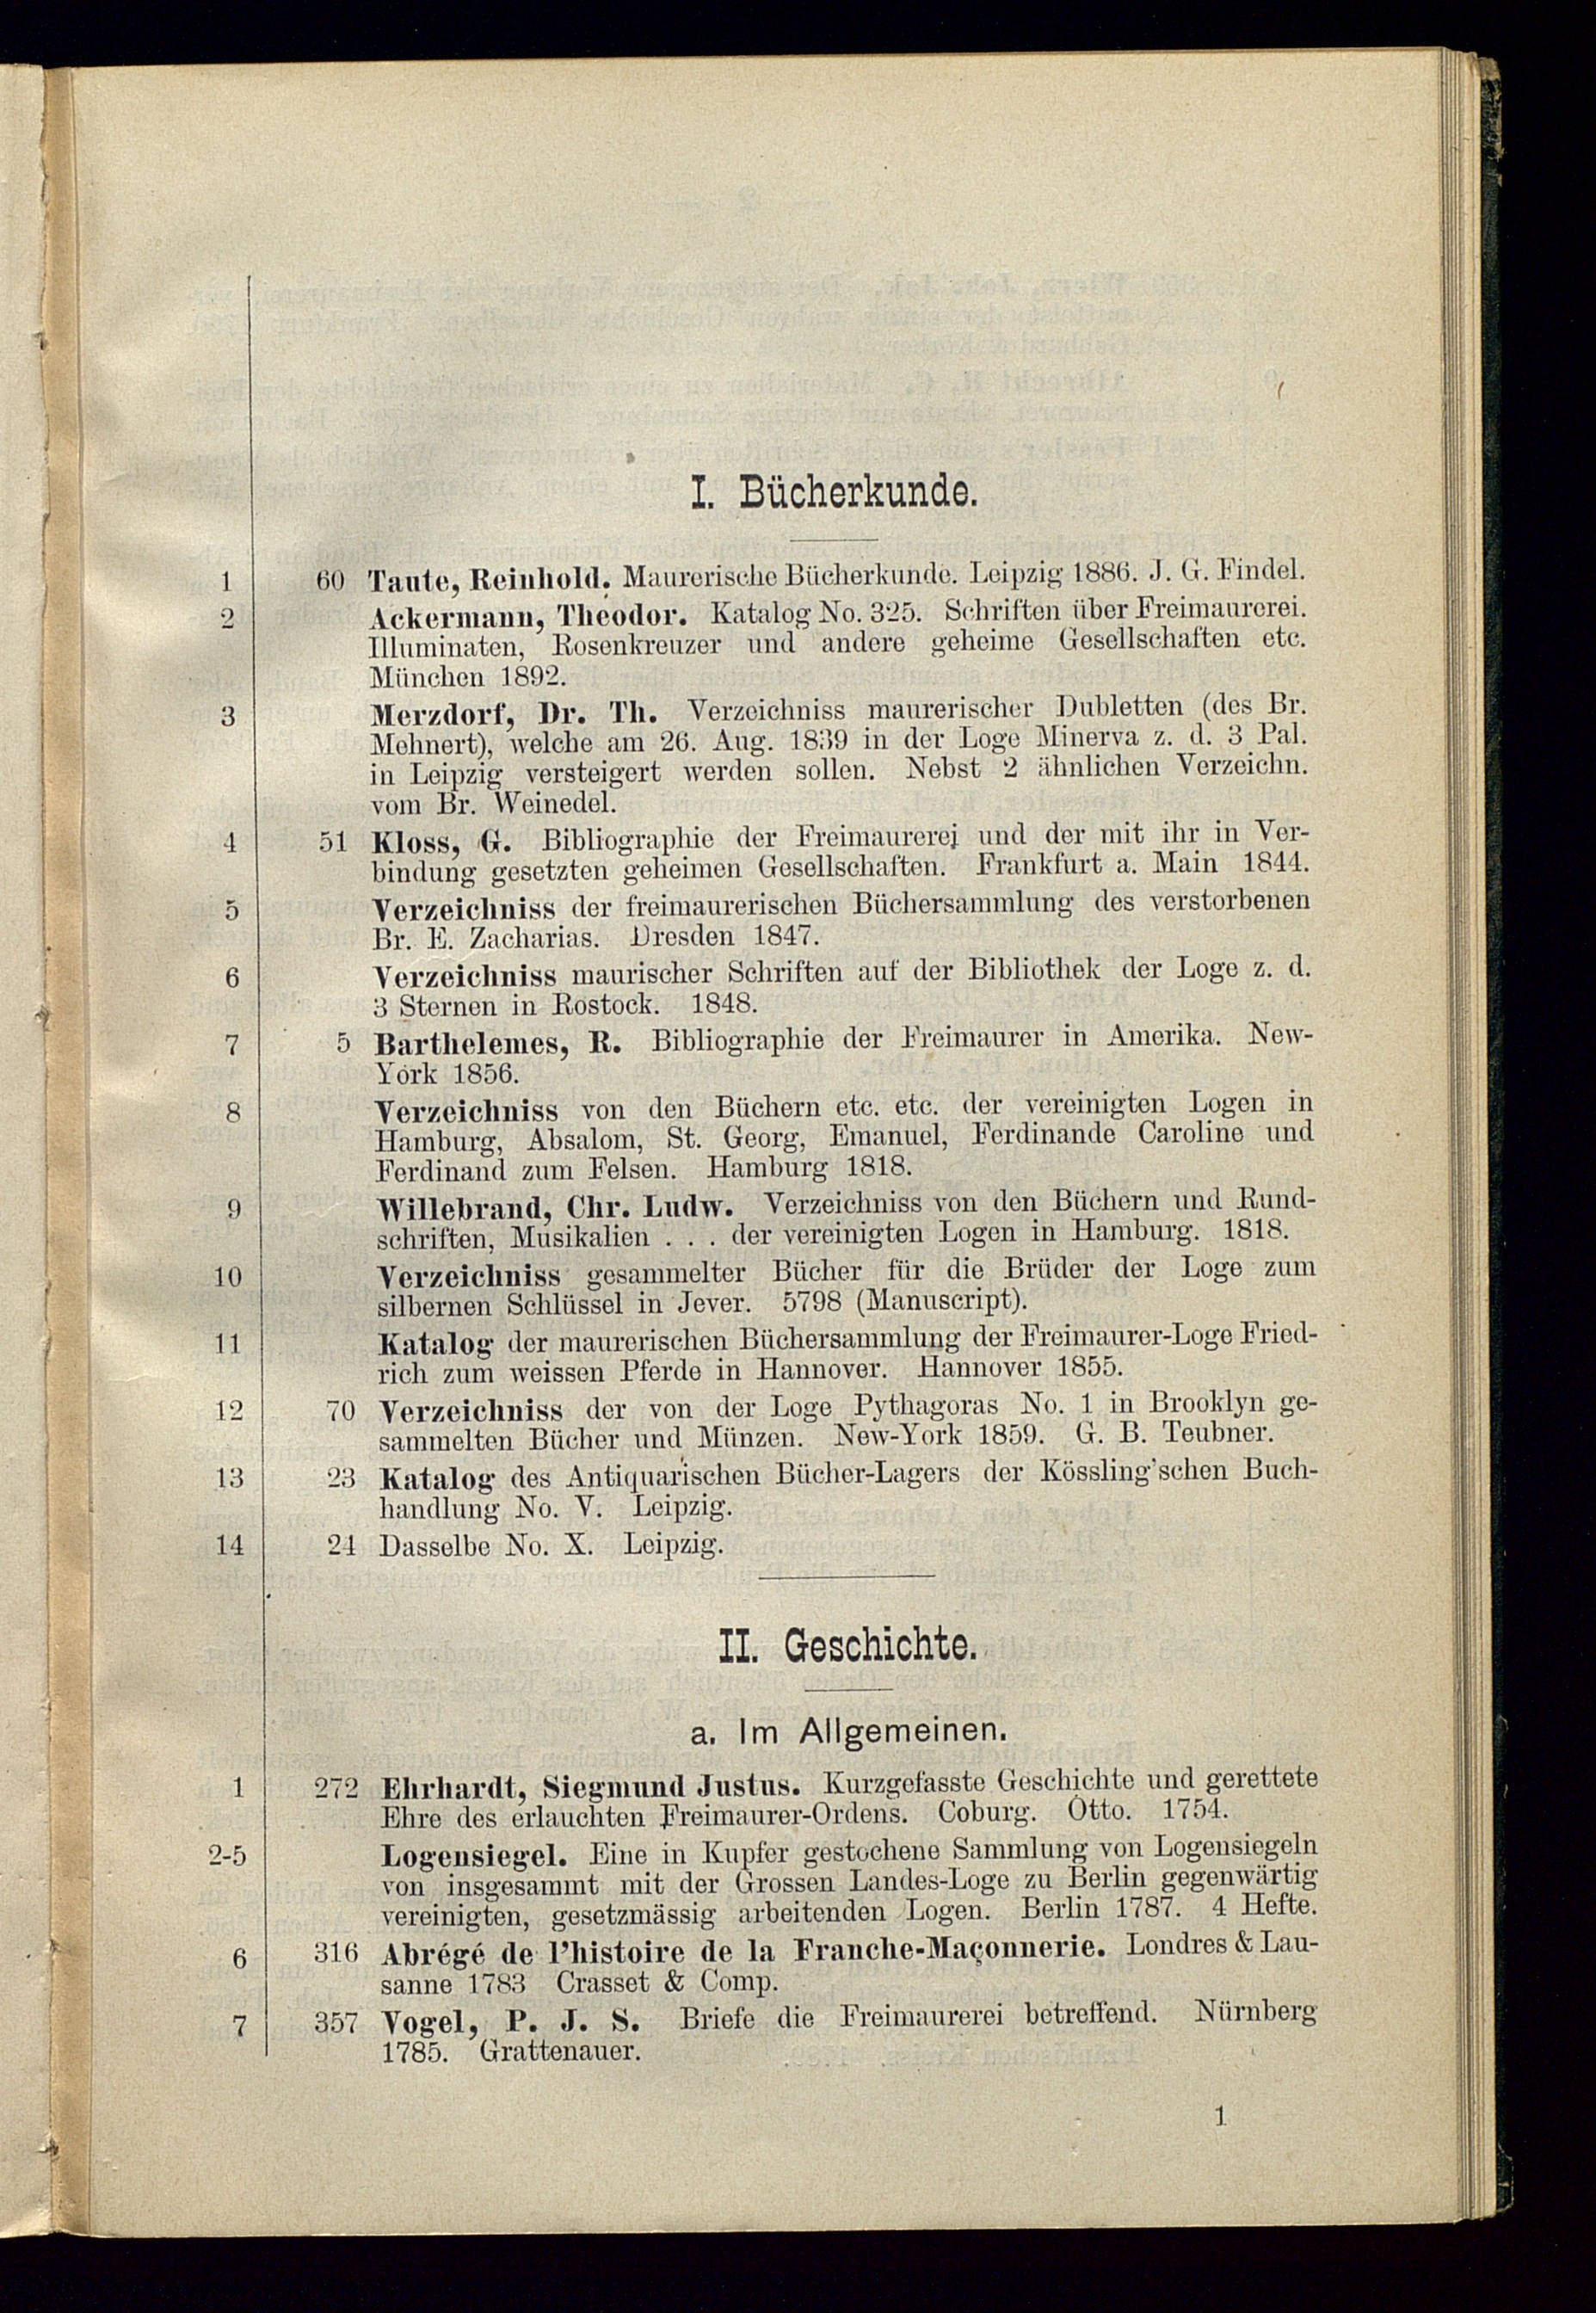 I. Bücherkunde.
1 60 Taute, Reinhold. Maurerische Bücherkunde. Leipzig 1886. J. G. Findel.
2 Ackermann, Theodor. Katalog No. 325. Schriften über Freimaurerei.
Illuminaten, Rosenkreuzer und andere geheime Gesellschaften etc.
München 1892.
3 Merzdorf, Dr. Th. Verzeichniss maurerischer Dubletten (des Br.
Mehnert), welche am 26. Aug. 1839 in der Loge Minerva z. d. 3 Pal.
in Leipzig versteigert werden sollen. Nebst 2 ähnlichen Verzeichn.
vom Br. Weinedel.
4 51 Kloss, G. Bibliographie der Freimaurerei und der mit ihr in Ver-
bindung gesetzten geheimen Gesellschaften. Frankfurt a. Main 1844.
5 Verzeichniss der freimaurerischen Büchersammlung des verstorbenen
Br. E. Zacharias. Dresden 1847.
6 Verzeichniss maurischer Schriften auf der Bibliothek der Loge z. d.
3 Sternen in Rostock. 1848.
7 5 Barthelemes, R. Bibliographie der Freimaurer in Amerika. New-
York 1856.
8 Verzeichniss von den Büchern etc. etc. der vereinigten Logen in
Hamburg, Absalom, St. Georg, Emanuel, Ferdinande Caroline und
Ferdinand zum Felsen. Hamburg 1818.
9 Willebrand, Chr. Ludw. Verzeichniss von den Büchern und Rund-
schriften, Musikalien . . . der vereinigten Logen in Hamburg. 1818.
10 Verzeichniss gesammelter Bücher für die Brüder der Loge zum
silbernen Schlüssel in Jever. 5798 (Manuscript).
11 Katalog der maurerischen Büchersammlung der Freimaurer-Loge Fried-
rich zum weissen Pferde in Hannover. Hannover 1855.
12 70 Verzeichniss der von der Loge Pythagoras No. 1 in Brooklyn ge-
sammelten Bücher und Münzen. New-York 1859. G. B. Teubner.
13 23 Katalog des Antiquarischen Bücher-Lagers der Kössling'schen Buch-
handlung No. V. Leipzig.
14 24 Dasselbe No. X. Leipzig.
II. Geschichte.
a. Im Allgemeinen.
1 272 Ehrhardt, Siegmund Justus. Kurzgefasste Geschichte und gerettete
Ehre des erlauchten Freimaurer-Ordens. Coburg. Otto. 1754.
2-5 Logensiegel. Eine in Kupfer gestochene Sammlung von Logensiegeln
von insgesammt mit der Grossen Landes-Loge zu Berlin gegenwärtig
vereinigten, gesetzmässig arbeitenden Logen. Berlin 1787. 4 Hefte.
6 316 Abrégé de l'histoire de la Franche-Maçonnerie. Londres & Lau-
sanne 1783 Crasset & Comp.
7 357 Vogel, P. J. S. Briefe die Freimaurerei betreffend. Nürnberg
1785. Grattenauer.
1